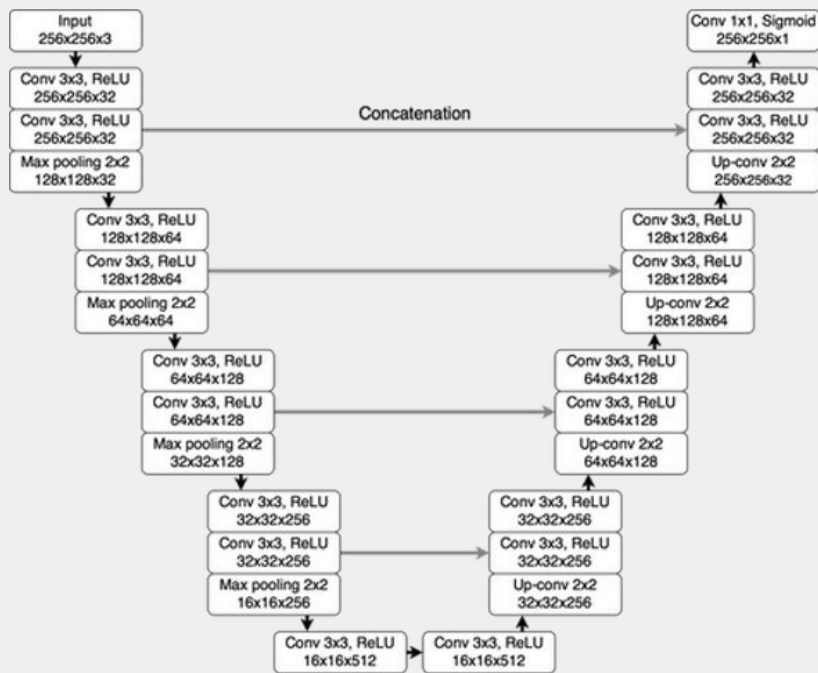 Input
256x256x3
Conv 3x3, ReLU
256x256x32
Conv 3x3, ReLU
256x256x32
Max pooling 2x2
128x128x32
Conv 3x3, ReLU
128x128x64
Conv 3x3, ReLU
128x128x64
Max pooling 2x2
64x64x64
Conv 3x3, ReLU
64x64x128
Conv 3x3, ReLU
64x64x128
Max pooling 2x2
32x32x128
Conv 3x3, ReLU
32x32x256
Conv 3x3, ReLU
32x32x256
Max pooling 2x2
16x16x256
Conv 3x3, ReLU
16x16x512
Conv 3x3, ReLU
16x16x512
Concatenation
Conv 1x1, Sigmoid
256x256x1
Conv 3x3, ReLU
256x256x32
Conv 3x3, ReLU
256x256x32
Up-conv 2x2
256x256x32
Conv 3x3, ReLU
128x128x64
Conv 3x3, ReLU
128x128x64
Up-conv 2x2
128x128x64
Conv 3x3, ReLU
64x64x128
Conv 3x3, ReLU
64x64x128
Up-conv 2x2
64x64x128
Conv 3x3, ReLU
32x32x256
Conv 3x3, ReLU
32x32x256
Up-conv 2x2
32x32x256